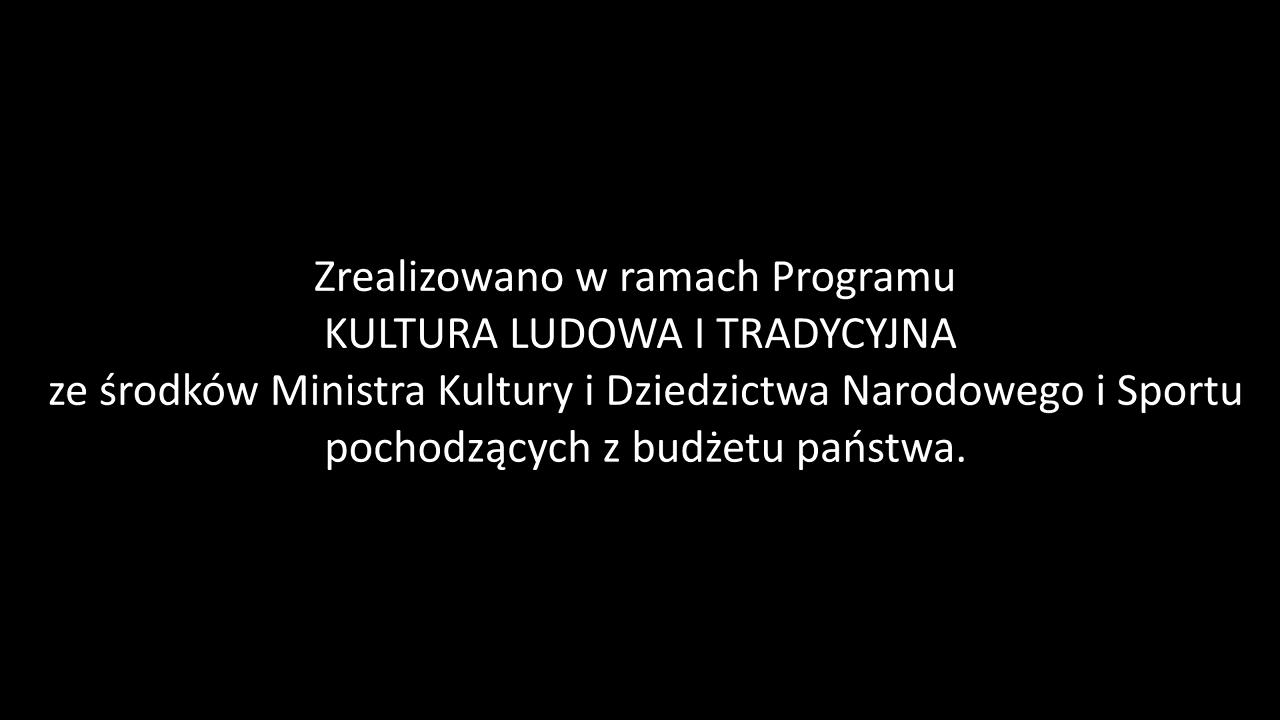 Zrealizowano w ramach Programu
KULTURA LUDOWA I TRADYCYJNA
ze środków Ministra Kultury i Dziedzictwa Narodowego i Sportu
pochodzących z budżetu państwa.